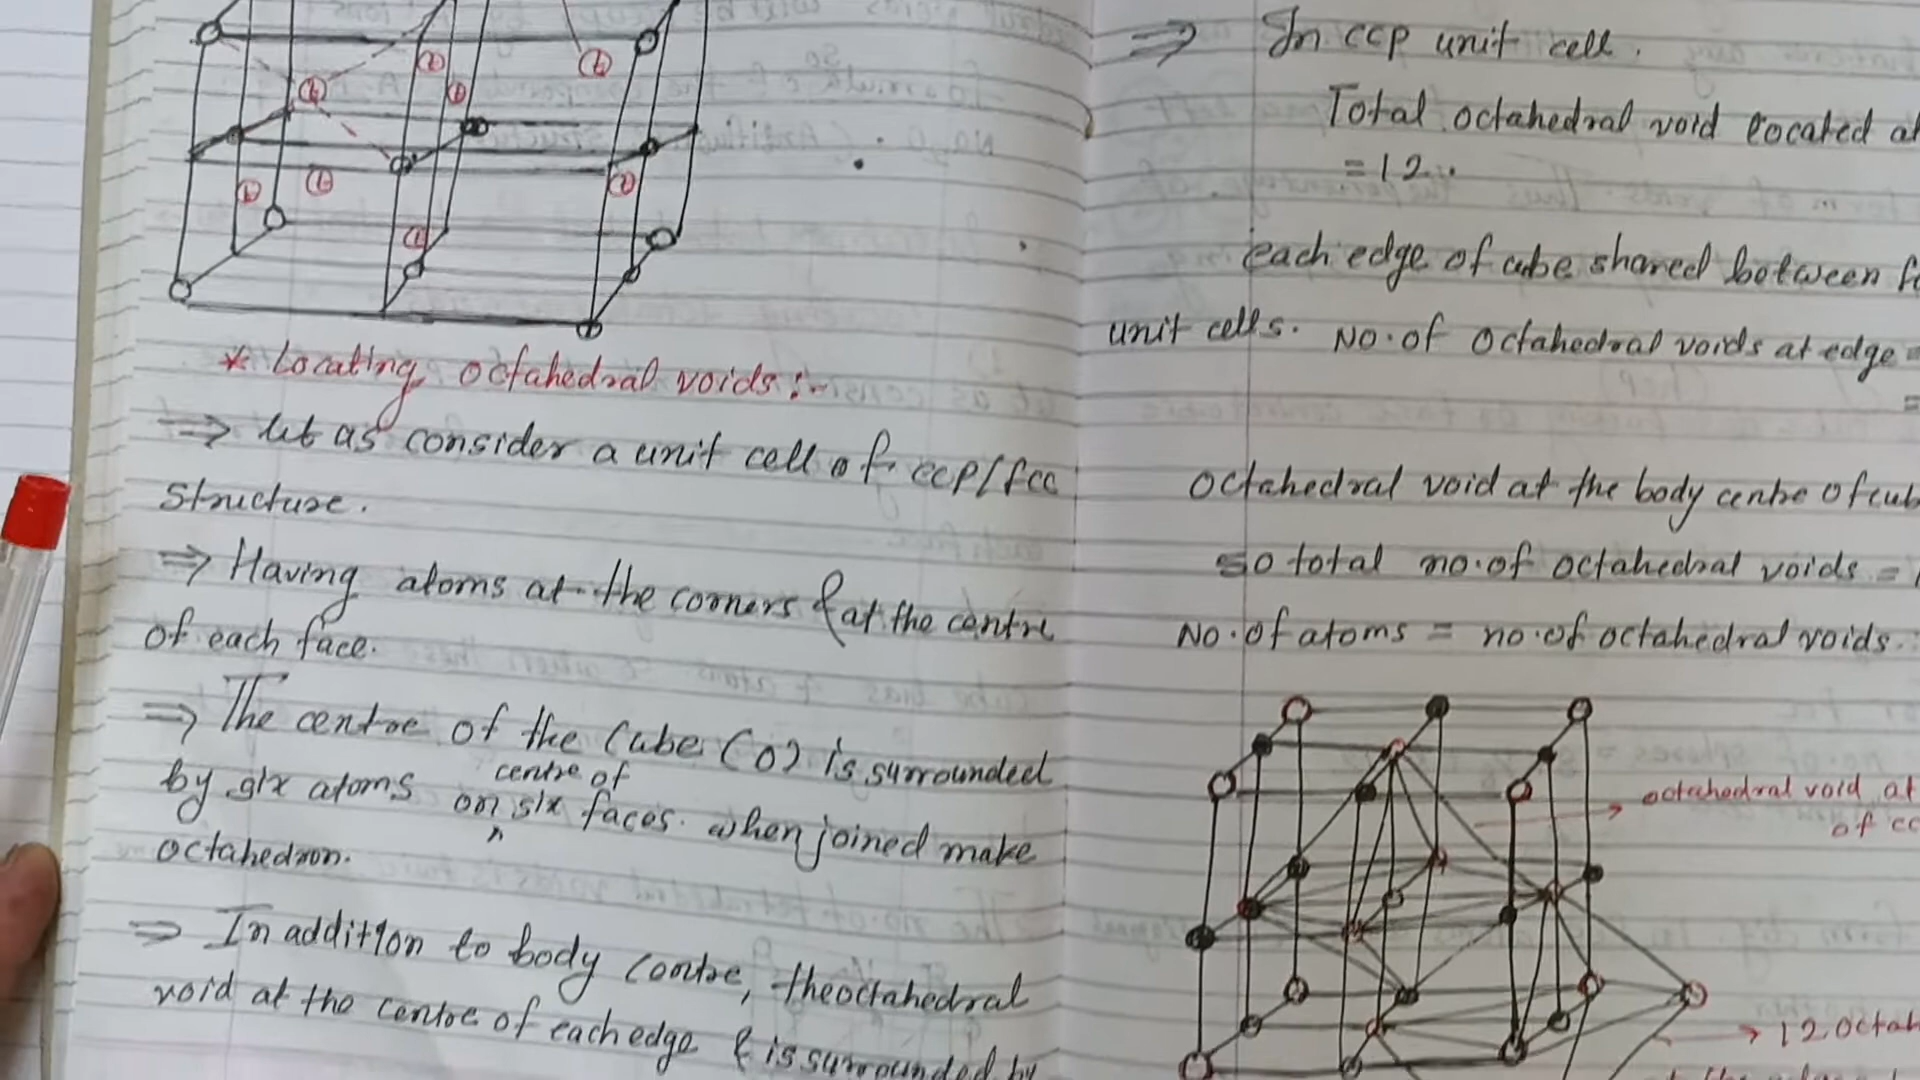 * Locating octahedral voids :-
⇒ let as consider a unit cell of ccp/fcc
structure.
⇒ Having atoms at the corners & at the centre
of each face.
⇒ The centre of the Cube (O) is surrounded
by six atoms on centre of six faces. when joined make
octahedron.
⇒ In addition to body centre, the octahedral
void at the centre of each edge & is surrounded by
⇒ In ccp unit cell.
Total octahedral void located at
= 12.
each edge of cube shared between
unit cells. No. of Octahedral voids at edge =
=
Octahedral void at the body centre of cub
so total no. of octahedral voids =
No. of atoms = no. of octahedral voids.
→ octahedral void at
of cc
→ 12 Octah